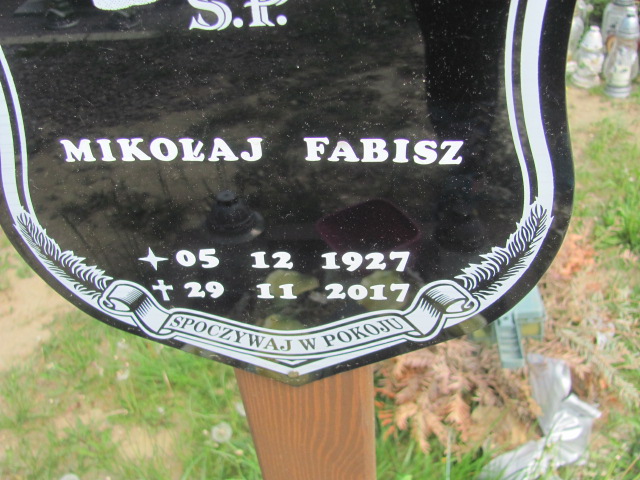 Ś.P.
MIKOŁAJ FABISZ
05 12 1927
29 11 2017
SPOCZYWAJ W POKOJU